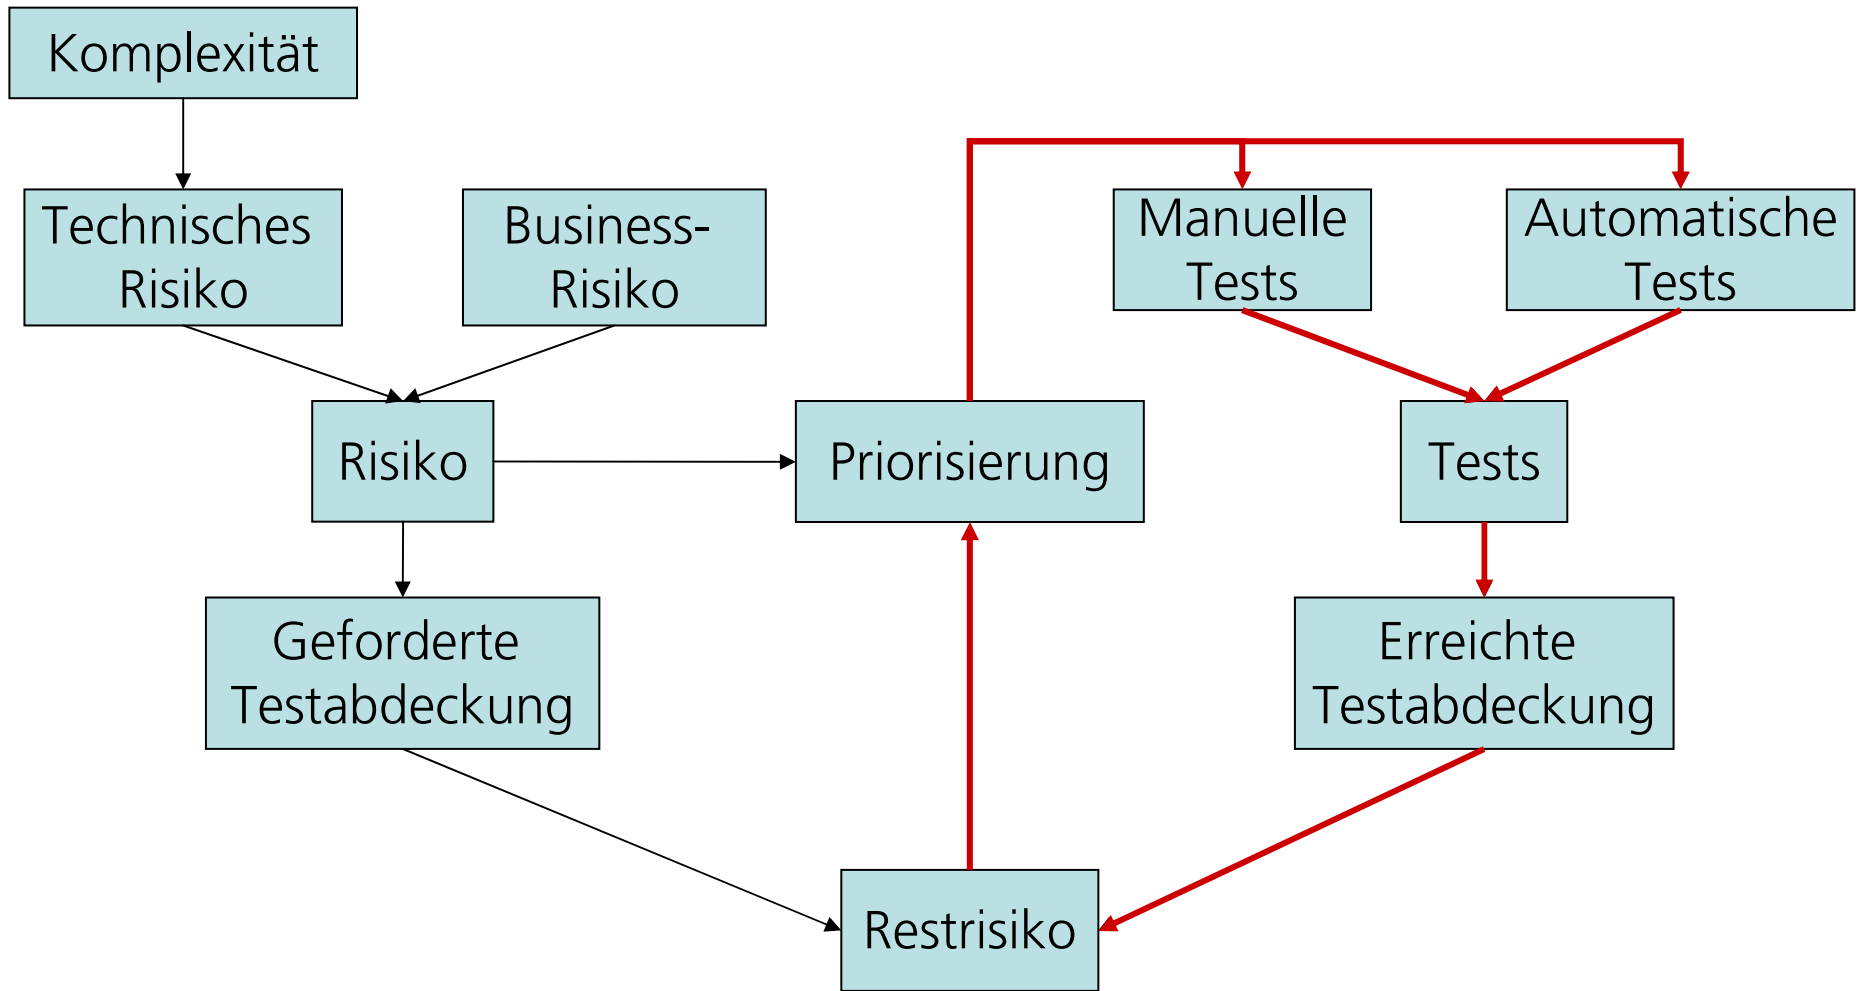 Komplexität
Technisches
Risiko
Business-
Risiko
Manuelle
Tests
Automatische
Tests
Risiko
Priorisierung
Tests
Geforderte
Testabdeckung
Erreichte
Testabdeckung
Restrisiko